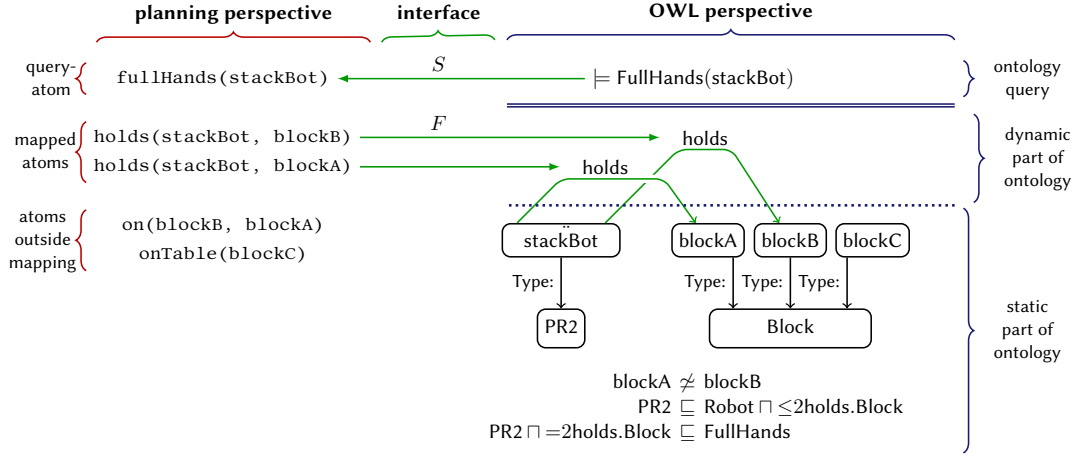 planning perspective interface OWL perspective
query-
atom
fullHands(stackBot)
S
⊨ FullHands(stackBot)
ontology
query
mapped
atoms
holds(stackBot, blockB)
F
holds
holds(stackBot, blockA)
holds
dynamic
part of
ontology
atoms
outside
mapping
on(blockB, blockA)
onTable(blockC)
stackB̈ot blockA blockB blockC
Type: Type: Type: Type:
PR2 Block
static
part of
ontology
blockA ≄ blockB
PR2 ⊑ Robot ⊓ ≤2holds.Block
PR2 ⊓ =2holds.Block ⊑ FullHands